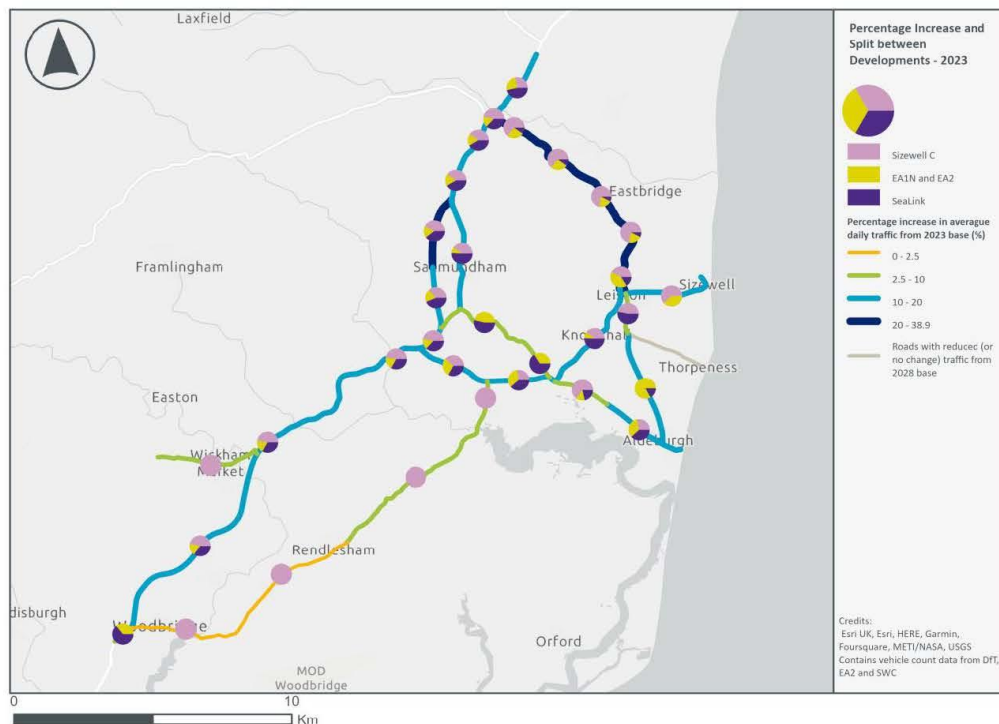 Laxfield
Eastbridge
Framlingham
Saxmundham
Sizewell
Leiston
Knodishall
Thorpeness
Easton
Aldeburgh
Wickham
Market
Rendlesham
disburgh
Woodbridge
Orford
MOD
Woodbridge
0
10
Km
Percentage Increase and
Split between
Developments - 2023
Sizewell C
EA1N and EA2
SeaLink
Percentage increase in avarague
daily traffic from 2023 base (%)
0 - 2.5
2.5 - 10
10 - 20
20 - 38.9
Roads with reducec (or
no change) traffic from
2028 base
Credits:
Esri UK, Esri, HERE, Garmin,
Foursquare, METI/NASA, USGS
Contains vehicle count data from DfT,
EA2 and SWC